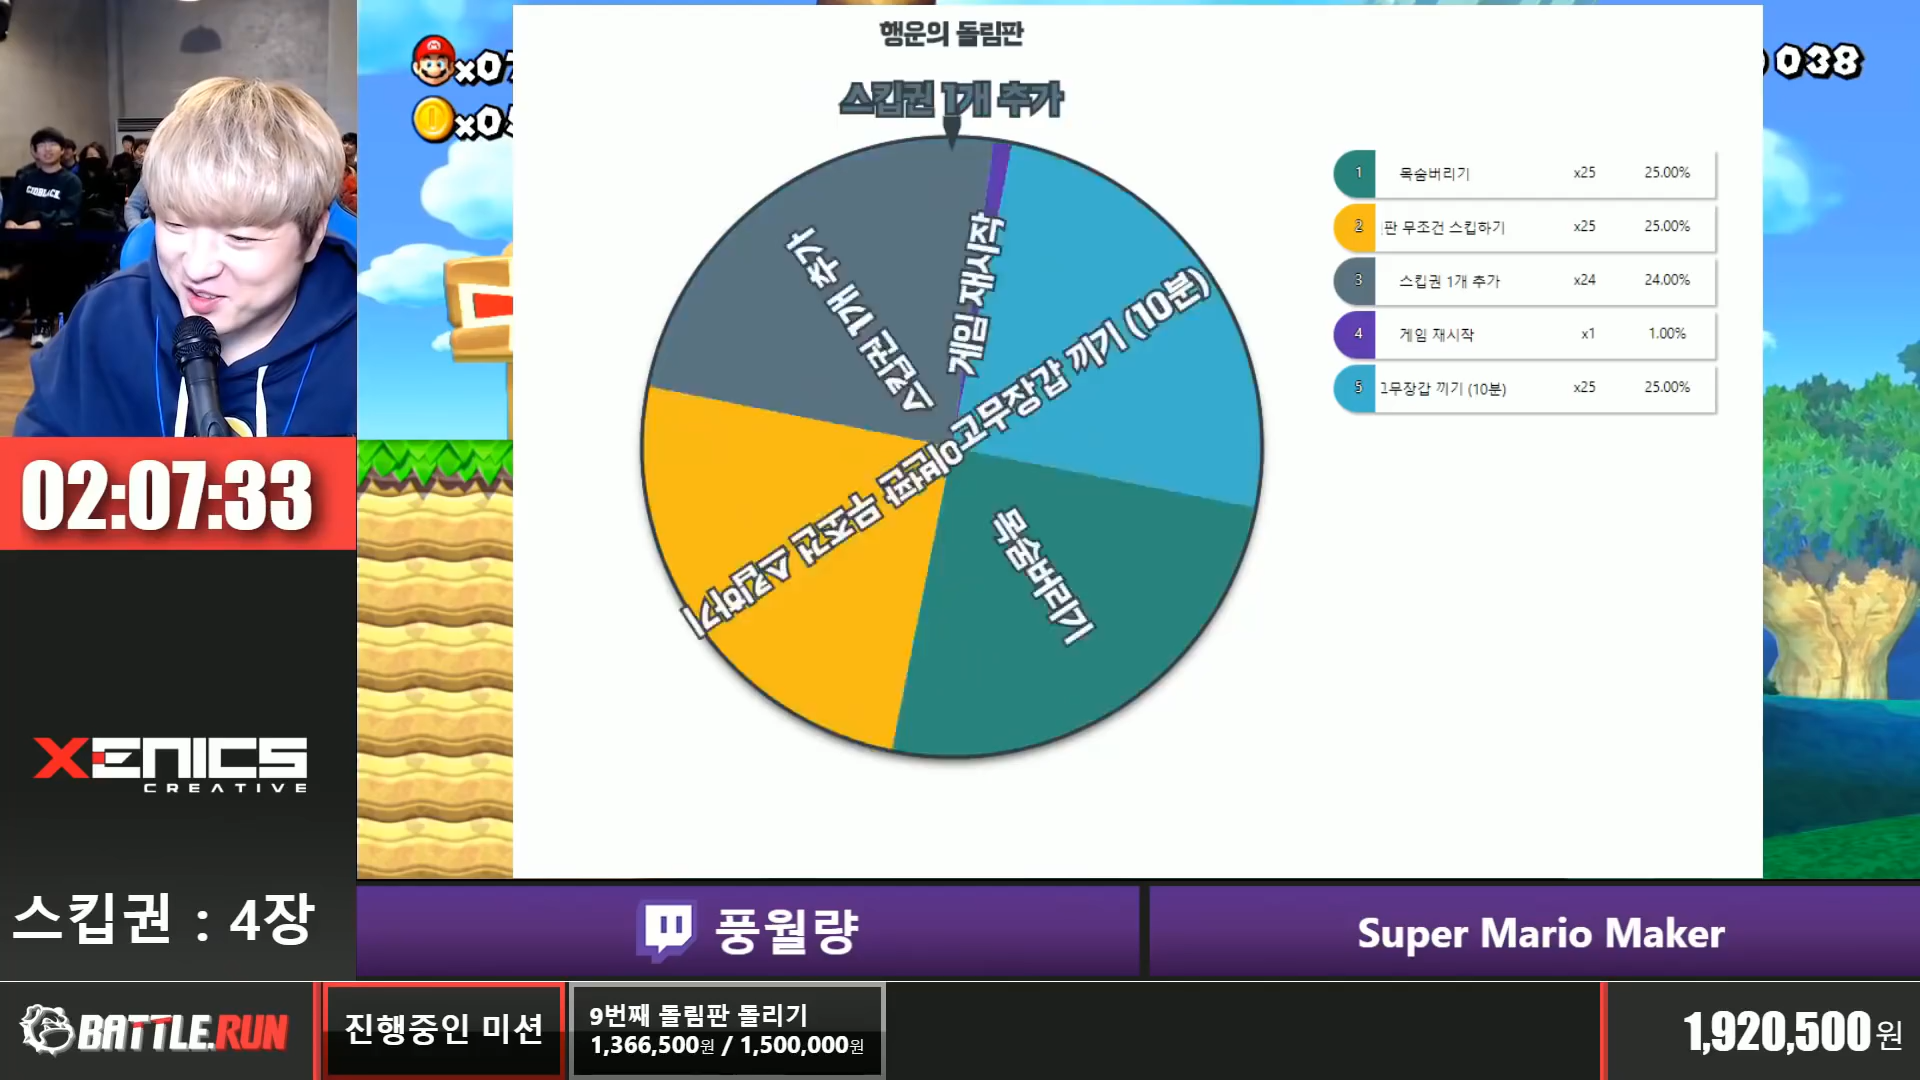 행운의 돌림판
스킵권 1개 추가
x07
x0
038
CIOBLACK
스킵권 1개 추가
게임 재시작
고무장갑 끼기 (10분)
이번판 무조건 스킵하기
목숨버리기
1 목숨버리기 x25 25.00%
2 판 무조건 스킵하기 x25 25.00%
3 스킵권 1개 추가 x24 24.00%
4 게임 재시작 x1 1.00%
5 고무장갑 끼기 (10분) x25 25.00%
02:07:33
XENICS
CREATIVE
스킵권 : 4장
풍월량
Super Mario Maker
BATTLE.RUN
진행중인 미션
9번째 돌림판 돌리기
1,366,500원 / 1,500,000원
1,920,500원